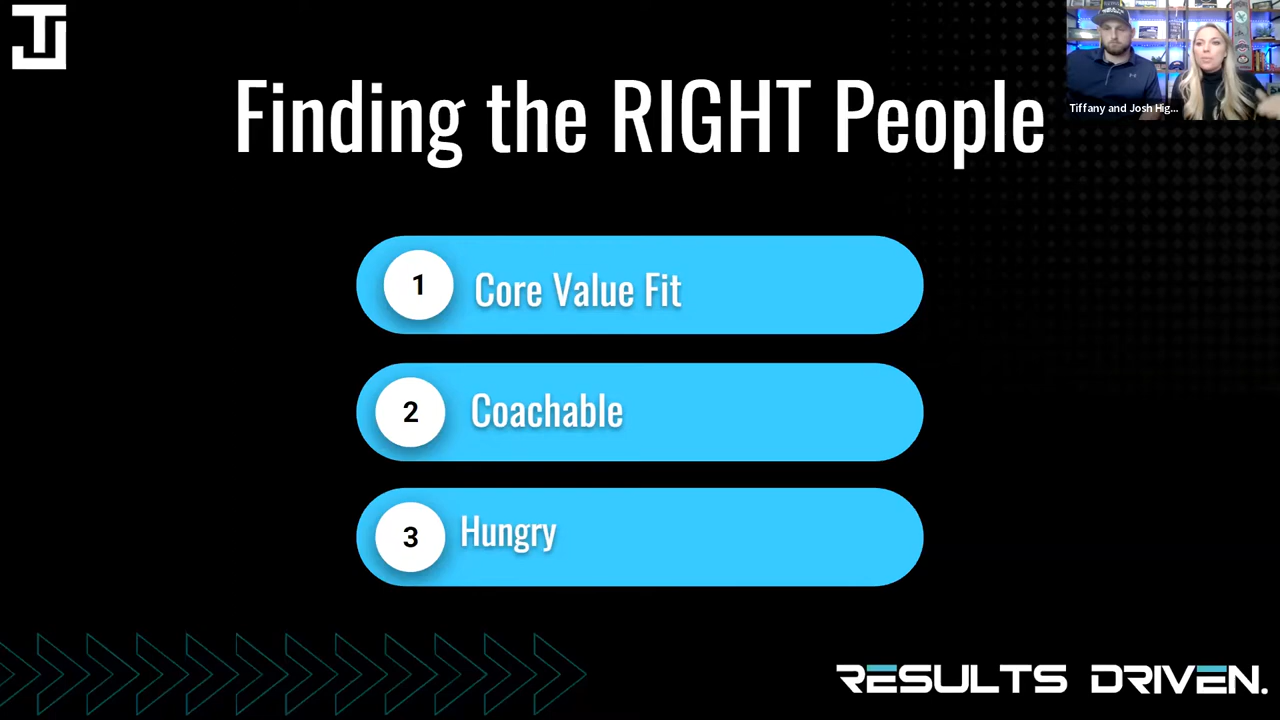 TJ
Finding the RIGHT People
Tiffany and Josh Hig...
1
Core Value Fit
2
Coachable
3
Hungry
RESULTS DRIVEN.